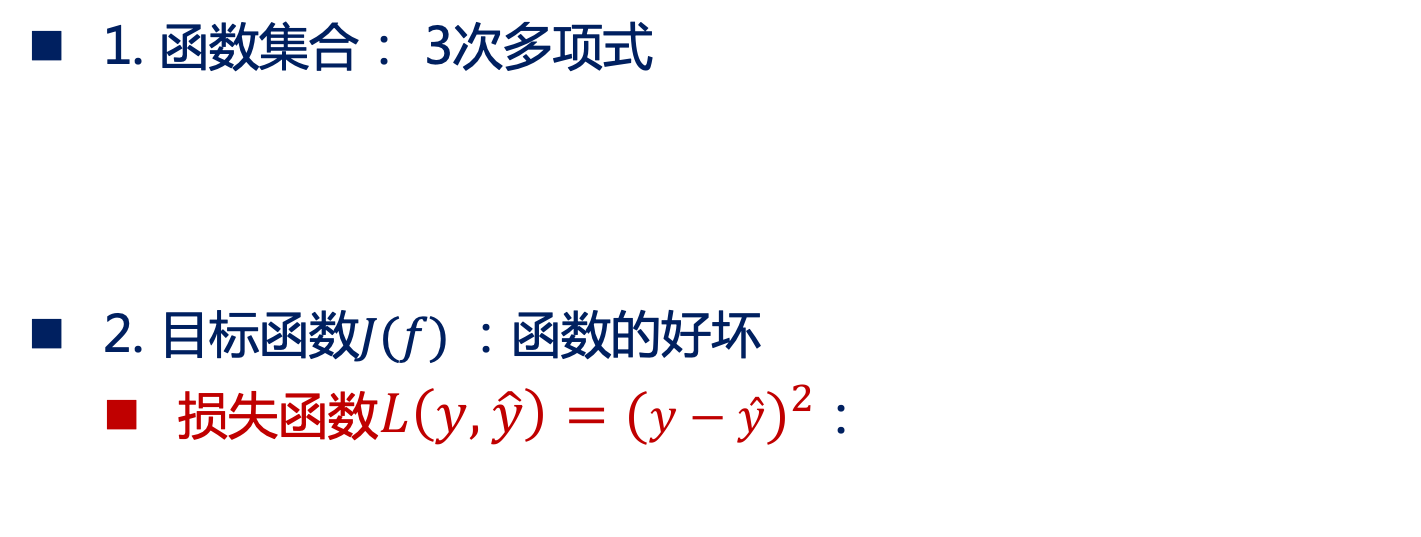 ■ 1. 函数集合： 3次多项式
■ 2. 目标函数J(f) ：函数的好坏
■ 损失函数L(y, ŷ) = (y − ŷ)²：